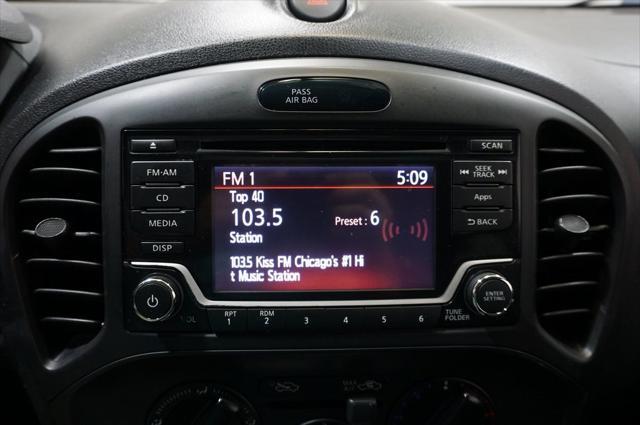 PASS
AIR BAG
SCAN
FM·AM
CD
MEDIA
DISP
FM 1
5:09
Top 40
103.5
Preset: 6
Station
103.5 Kiss FM Chicago's #1 Hi
t Music Station
SEEK
TRACK
Apps
BACK
ENTER
SETTING
VOL
RPT
1
RDM
2
3
4
5
6
TUNE
FOLDER
MAX
A/C